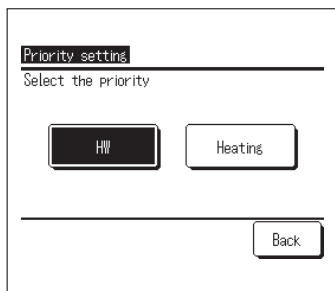 Priority setting
Select the priority
HW
Heating
Back